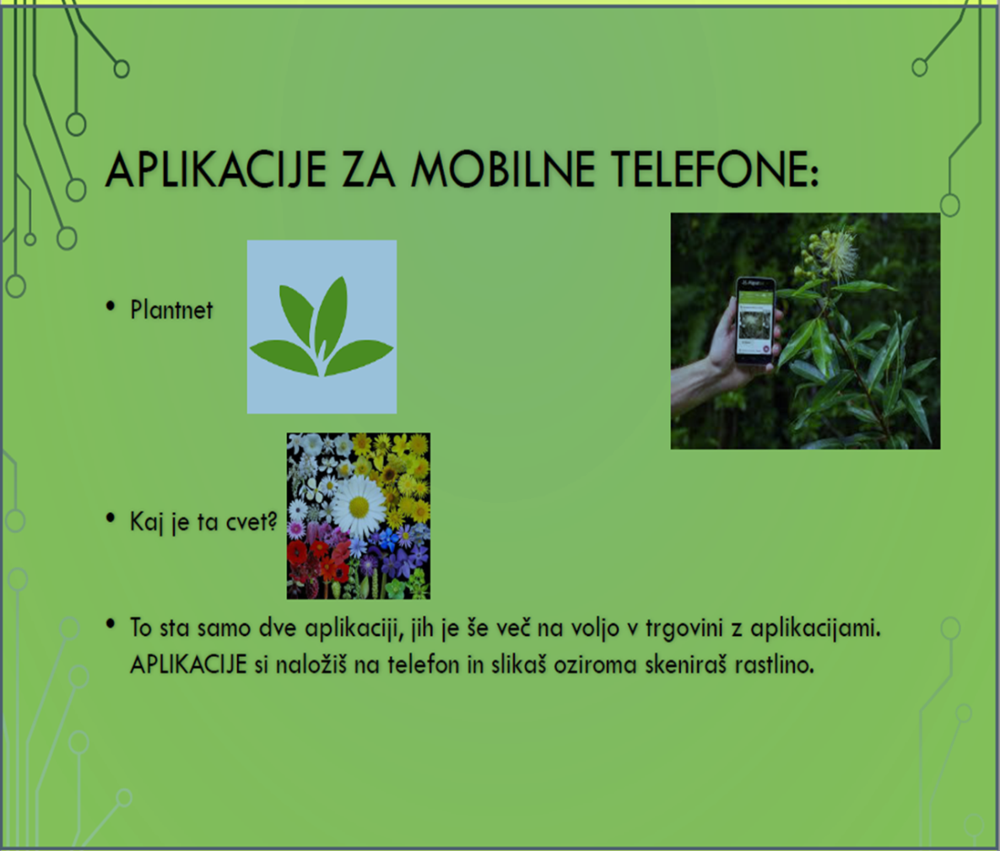 APLIKACIJE ZA MOBILNE TELEFONE:
• Plantnet
• Kaj je ta cvet?
• To sta samo dve aplikaciji, jih je še več na voljo v trgovini z aplikacijami.
APLIKACIJE si naložiš na telefon in slikaš oziroma skeniraš rastlino.